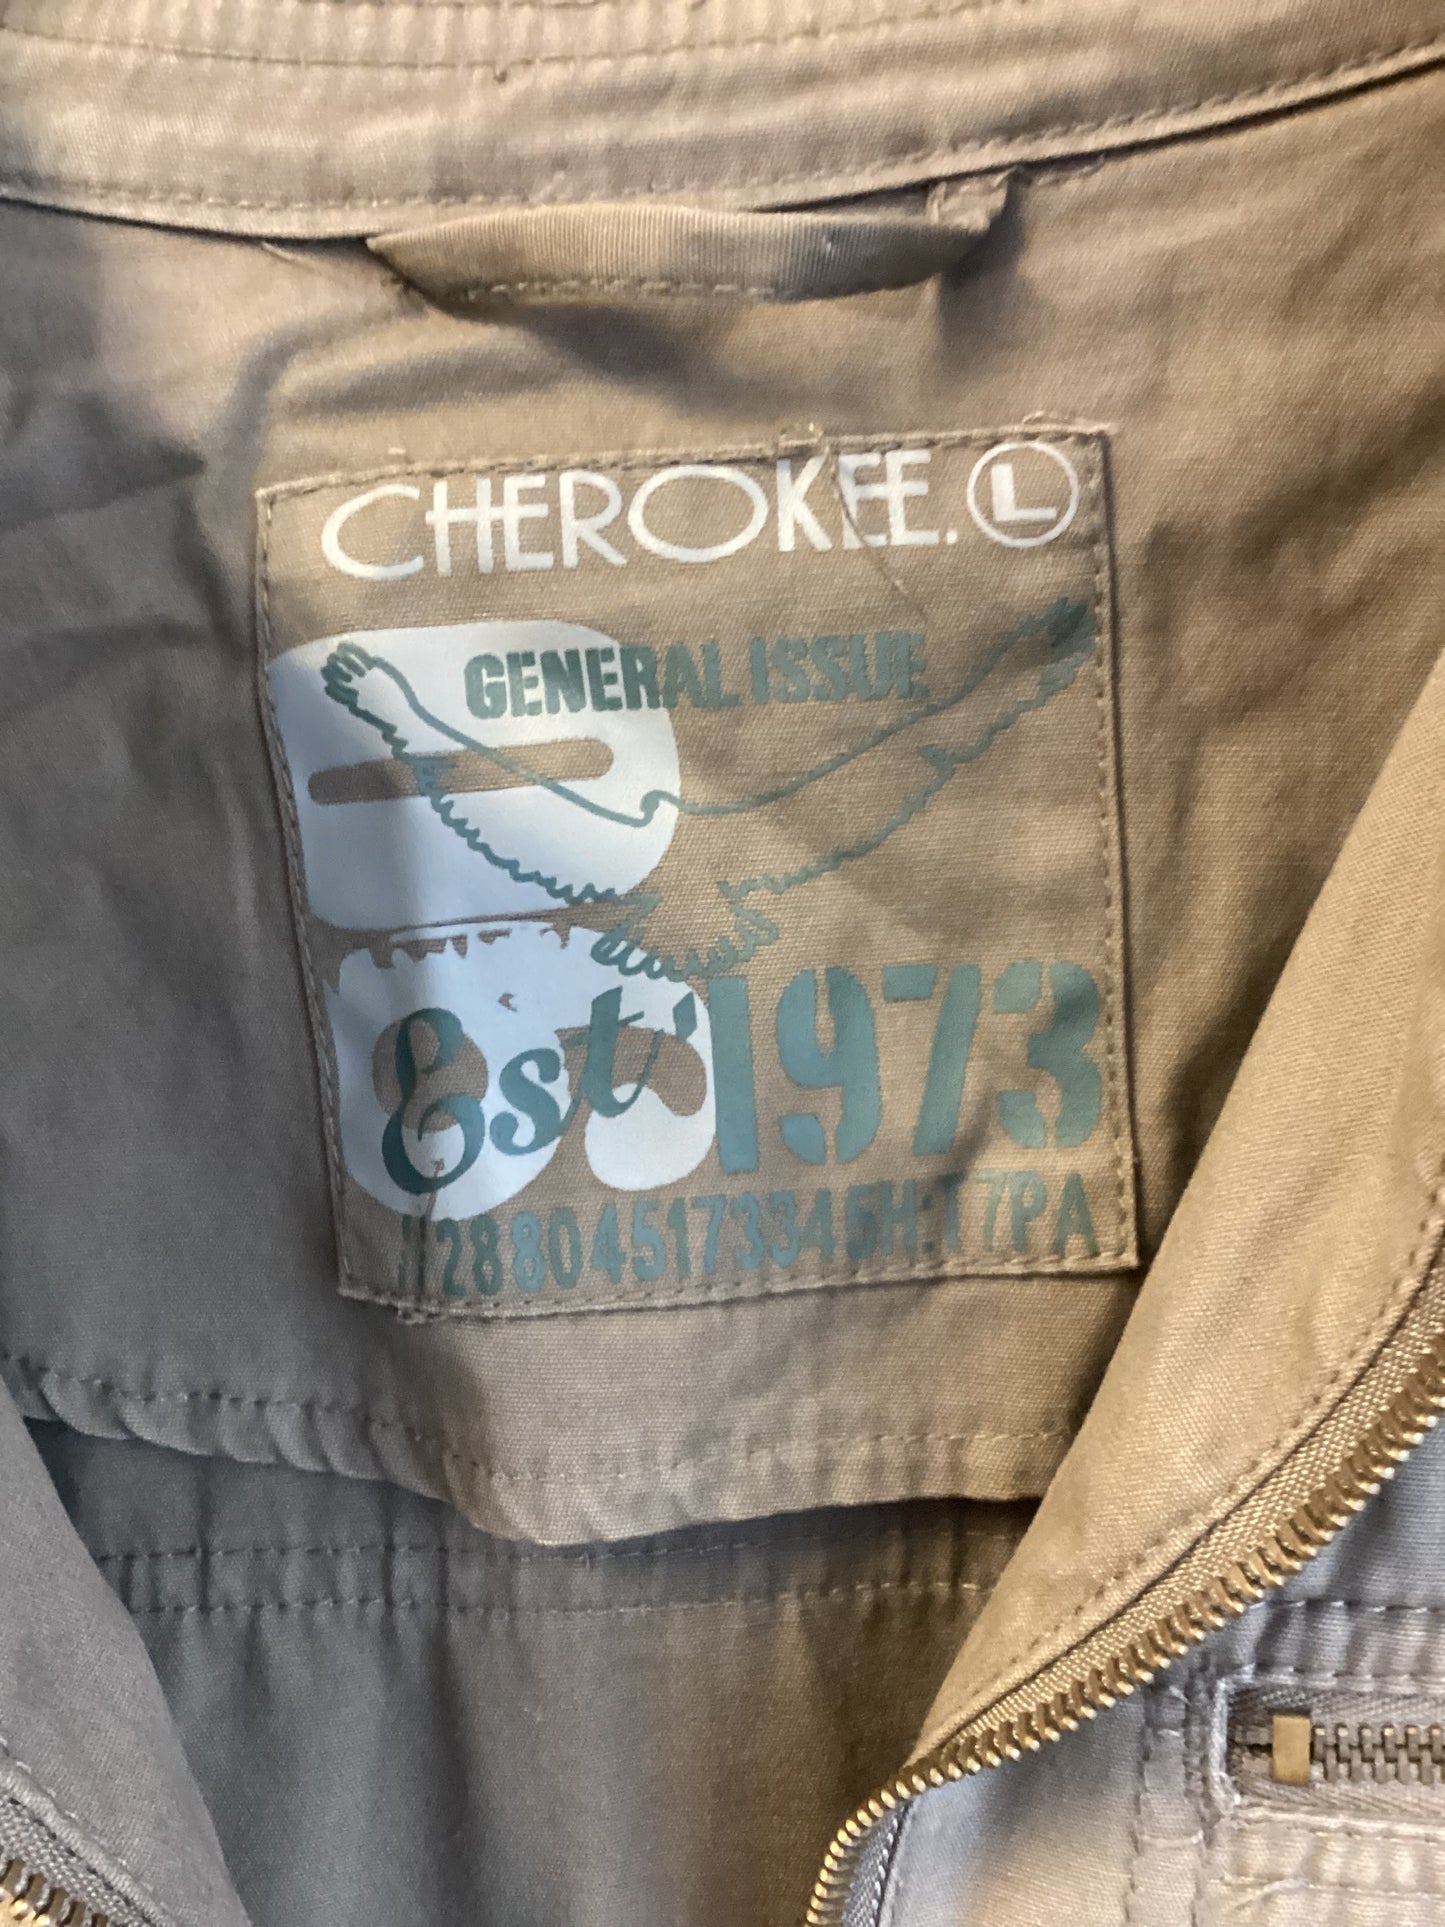 CHEROKEE. L
GENERAL ISSUE
Est' 1973